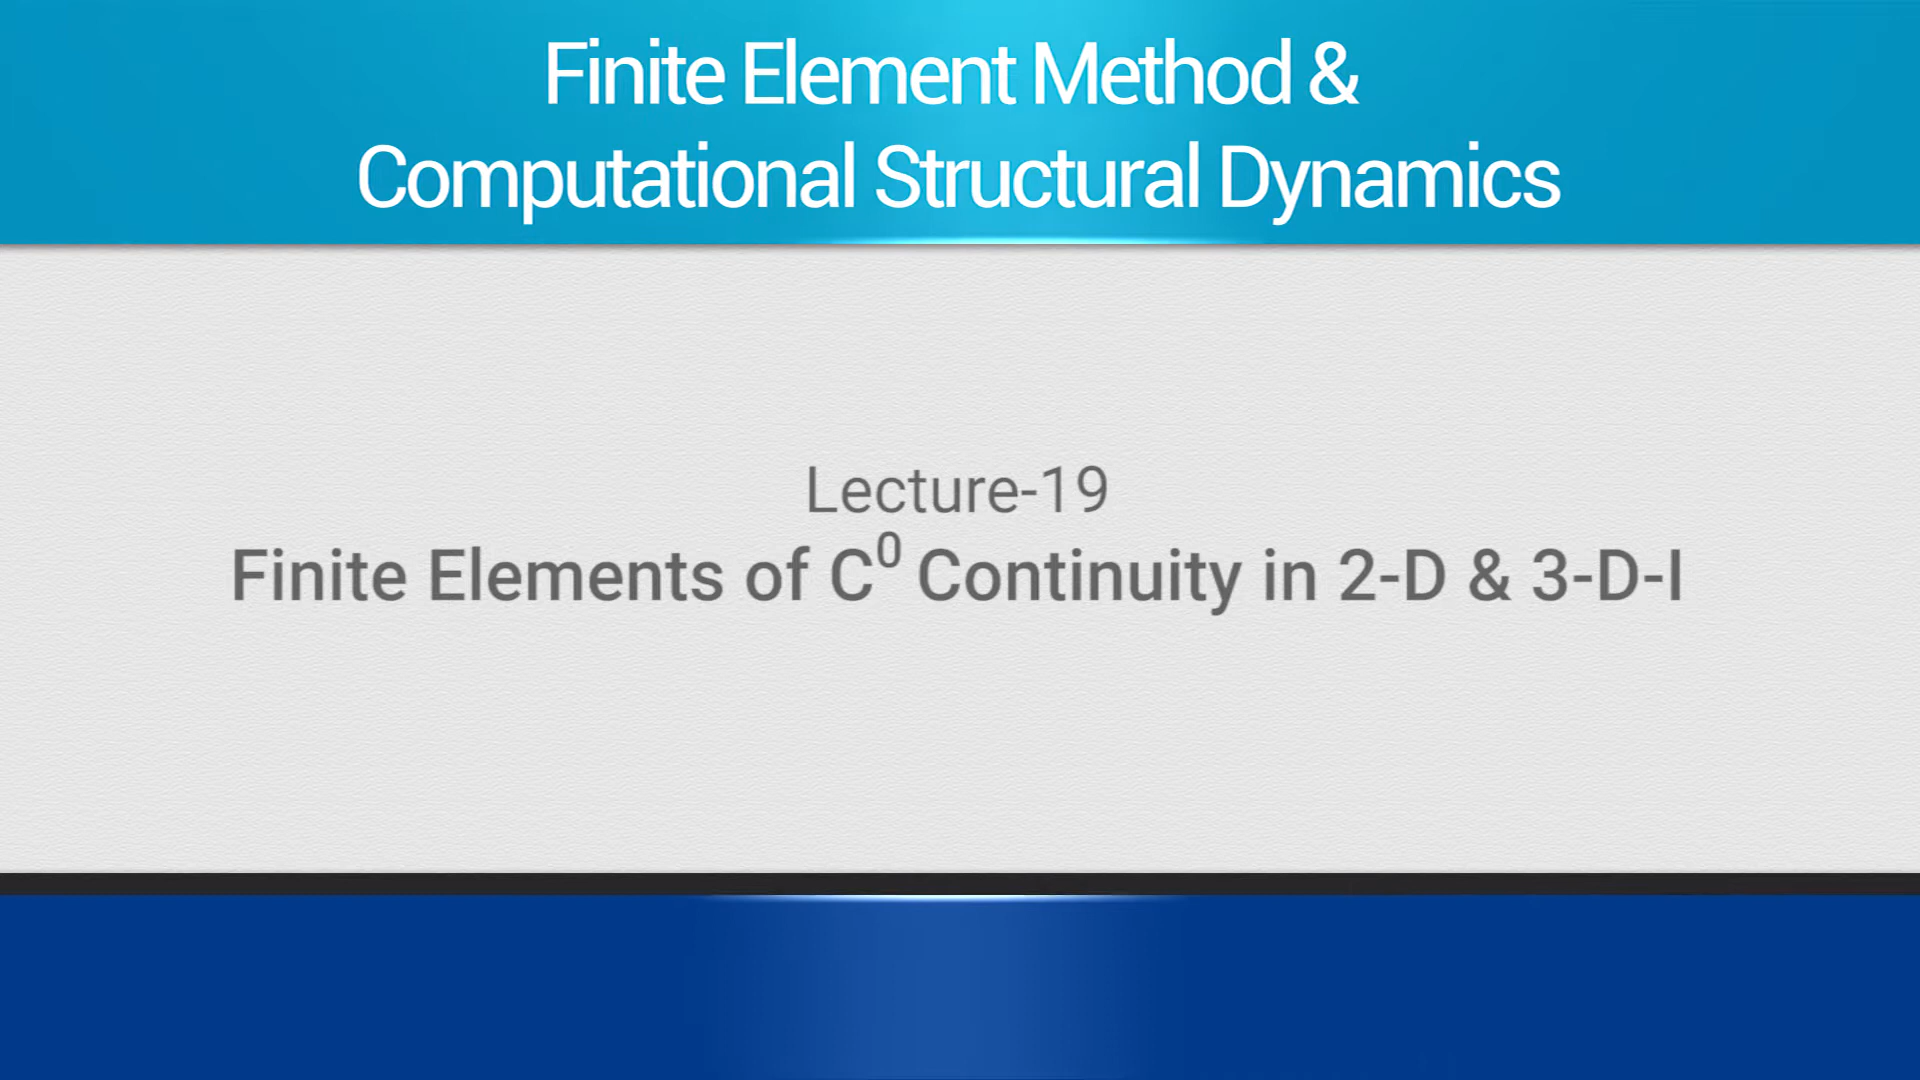 Finite Element Method &
Computational Structural Dynamics
Lecture-19
Finite Elements of C⁰ Continuity in 2-D & 3-D-I